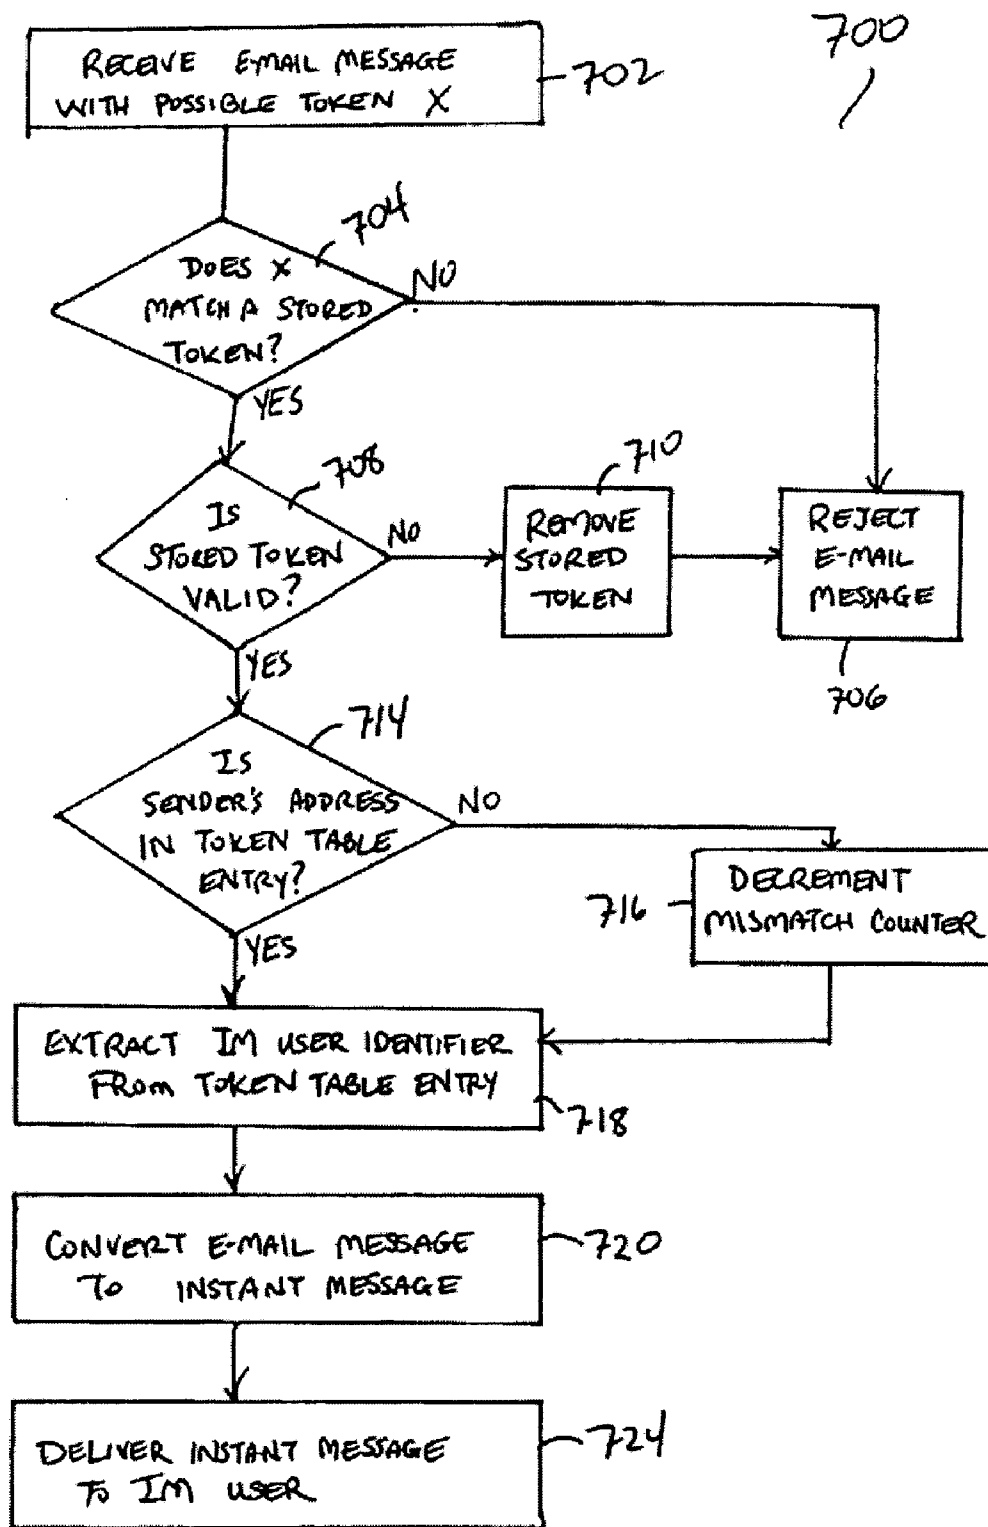 700
RECEIVE E-MAIL MESSAGE
WITH POSSIBLE TOKEN X
702
704
DOES X
MATCH A STORED
TOKEN?
NO
YES
708
IS
STORED TOKEN
VALID?
NO
710
REMOVE
STORED
TOKEN
REJECT
E-MAIL
MESSAGE
706
YES
714
IS
SENDER'S ADDRESS
IN TOKEN TABLE
ENTRY?
NO
716
DECREMENT
MISMATCH COUNTER
YES
EXTRACT IM USER IDENTIFIER
FROM TOKEN TABLE ENTRY
718
CONVERT E-MAIL MESSAGE
TO INSTANT MESSAGE
720
DELIVER INSTANT MESSAGE
TO IM USER
724